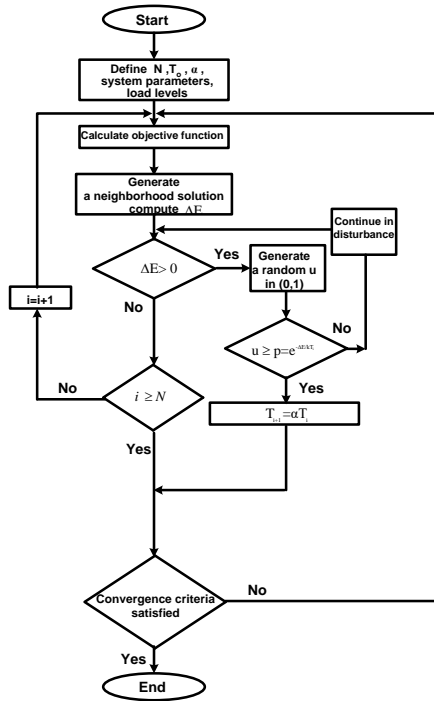 Start
Define N ,T₀ , α ,
system parameters,
load levels
Calculate objective function
Generate
a neighborhood solution
compute ΔE
Continue in
disturbance
ΔE> 0
Yes
Generate
a random u
in (0,1)
i=i+1
No
No
u ≥ p=e^-ΔE/kTᵢ
No
i ≥ N
Yes
Tᵢ₊₁ =αTᵢ
Yes
Convergence criteria
satisfied
No
Yes
End